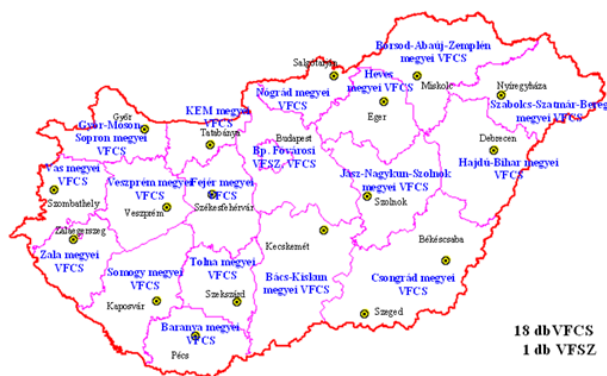 Borsod-Abaúj-Zemplén
megyei VFCS
Salgótarján
Miskolc
Heves
megyei
VFCS
Nyíregyháza
Nógrád megyei
VFCS
Szabolcs-Szatmár-Bereg
megyei VFCS
Eger
KEM megyei
VFCS
Győr
Győr-Moson-
Sopron megyei
VFCS
Tatabánya
Budapest
Bp. Fővárosi
VFSZ, VFCS
Debrecen
Hajdú-Bihar megyei
VFCS
Vas megyei
VFCS
Szombathely
Veszprém megyei
VFCS
Veszprém
Fejér megyei
VFCS
Székesfehérvár
Jász-Nagykun-Szolnok
megyei VFCS
Szolnok
Zalaegerszeg
Zala megyei
VFCS
Kecskemét
Békéscsaba
Somogy megyei
VFCS
Kaposvár
Tolna megyei
VFCS
Szekszárd
Bács-Kiskun
megyei VFCS
Csongrád megyei
VFCS
Szeged
Baranya megyei
VFCS
Pécs
18 db VFCS
1 db VFSZ